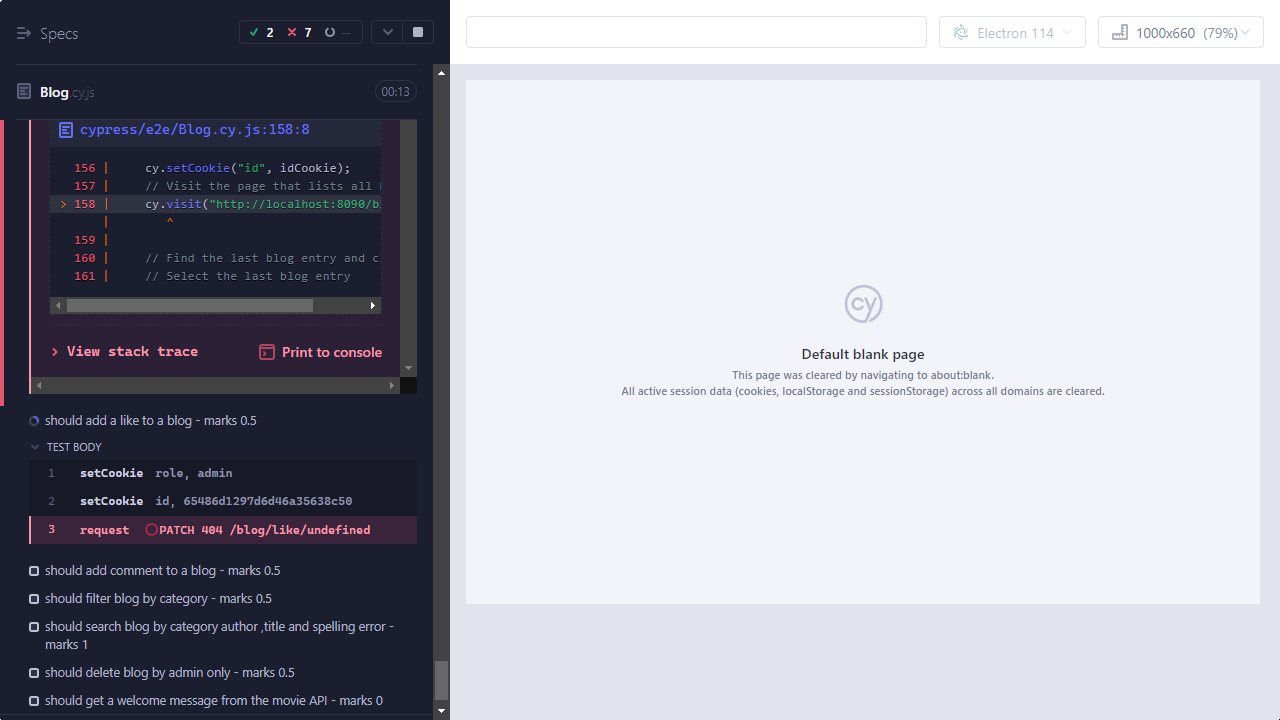 Specs
2 7 --
Electron 114
1000x660 (79%)
Blog.cy.js
00:13
cypress/e2e/Blog.cy.js:158:8
156 | cy.setCookie("id", idCookie);
157 | // Visit the page that lists all
> 158 | cy.visit("http://localhost:8090/b
| ^
159 |
160 | // Find the last blog entry and c
161 | // Select the last blog entry
View stack trace
Print to console
should add a like to a blog - marks 0.5
TEST BODY
1 setCookie role, admin
2 setCookie id, 65486d1297d6d46a35638c50
3 request PATCH 404 /blog/like/undefined
should add comment to a blog - marks 0.5
should filter blog by category - marks 0.5
should search blog by category author ,title and spelling error -
marks 1
should delete blog by admin only - marks 0.5
should get a welcome message from the movie API - marks 0
cy
Default blank page
This page was cleared by navigating to about:blank.
All active session data (cookies, localStorage and sessionStorage) across all domains are cleared.